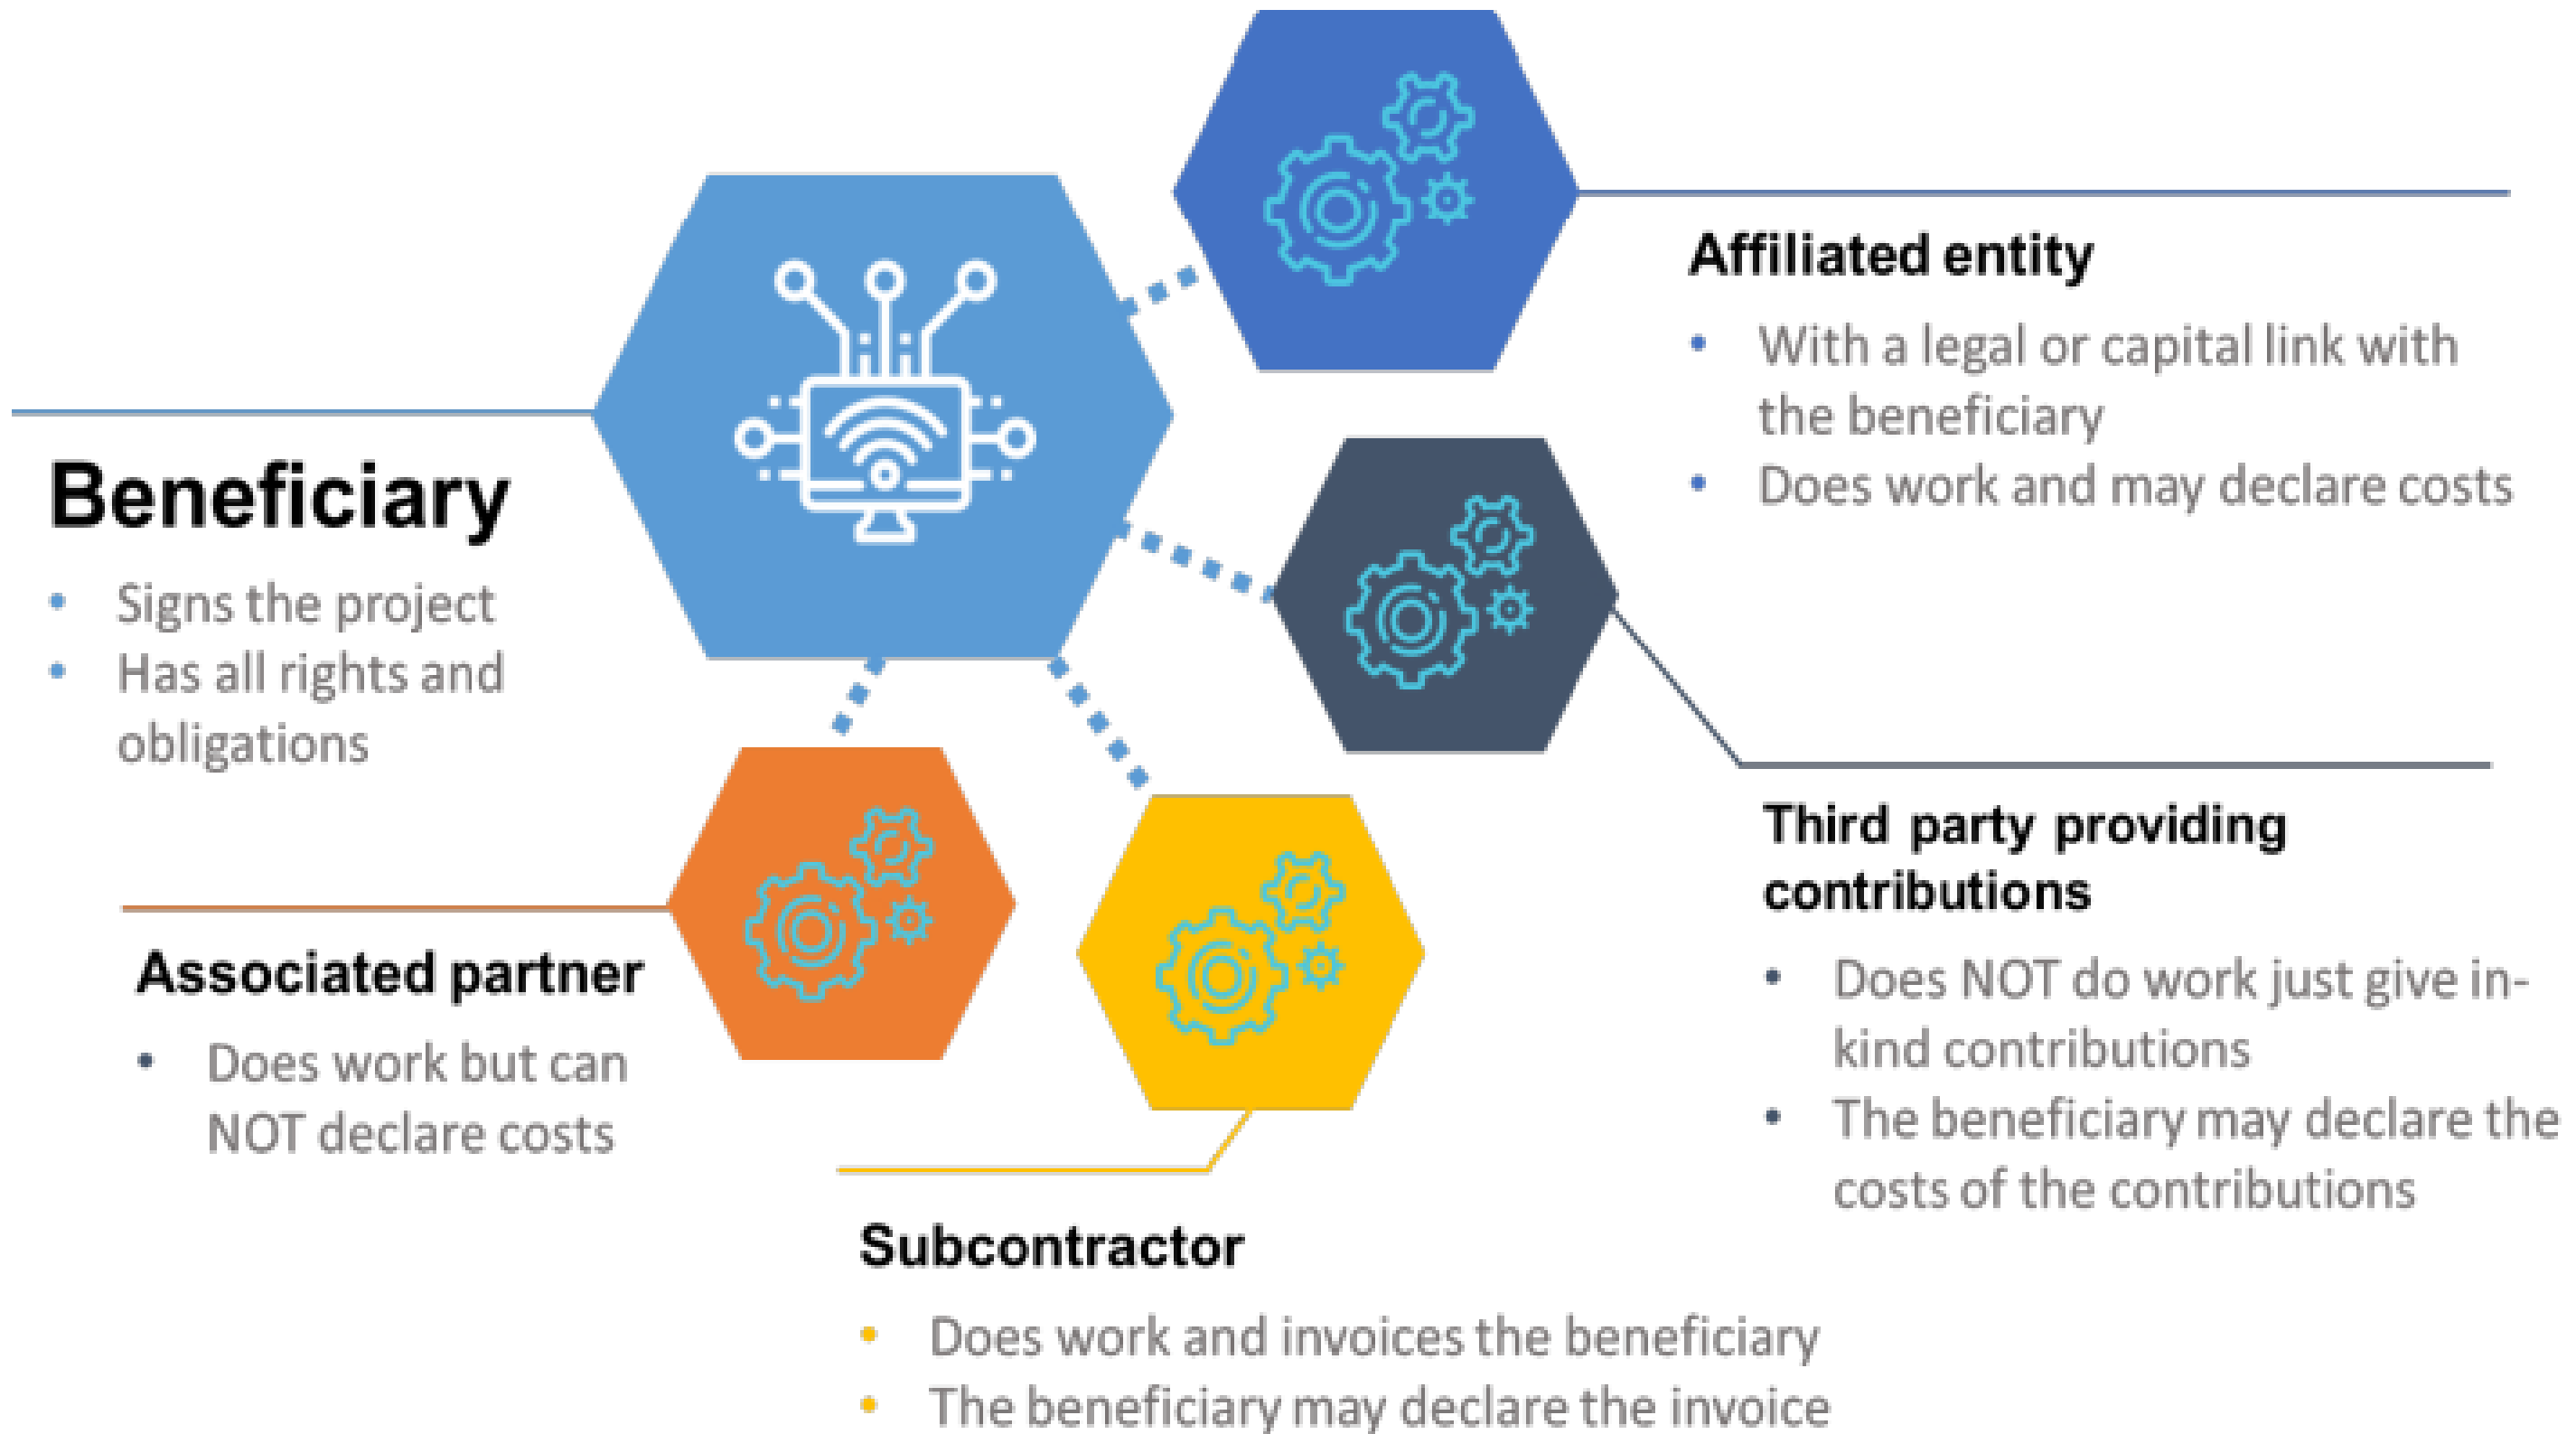 Beneficiary
• Signs the project
• Has all rights and
obligations
Affiliated entity
• With a legal or capital link with
the beneficiary
• Does work and may declare costs
Third party providing
contributions
• Does NOT do work just give in-
kind contributions
• The beneficiary may declare the
costs of the contributions
Associated partner
• Does work but can
NOT declare costs
Subcontractor
• Does work and invoices the beneficiary
• The beneficiary may declare the invoice